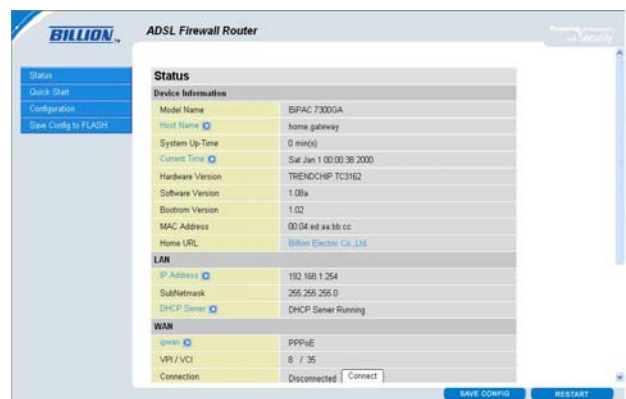 BILLION
ADSL Firewall Router
Powering communications with Security
Status
Quick Start
Configuration
Save Config to FLASH
Status
Device Information
Model Name BiPAC 7300GA
Host Name home.gateway
System Up-Time 0 min(s)
Current Time Sat Jan 1 00:00:38 2000
Hardware Version TRENDCHIP TC3162
Software Version 1.08a
Bootrom Version 1.02
MAC Address 00:04:ed:aa:bb:cc
Home URL Billion Electric Co.,Ltd.
LAN
IP Address 192.168.1.254
SubNetmask 255.255.255.0
DHCP Server DHCP Server Running
WAN
ipwan PPPoE
VPI / VCI 8 / 35
Connection Disconnected Connect
SAVE CONFIG RESTART